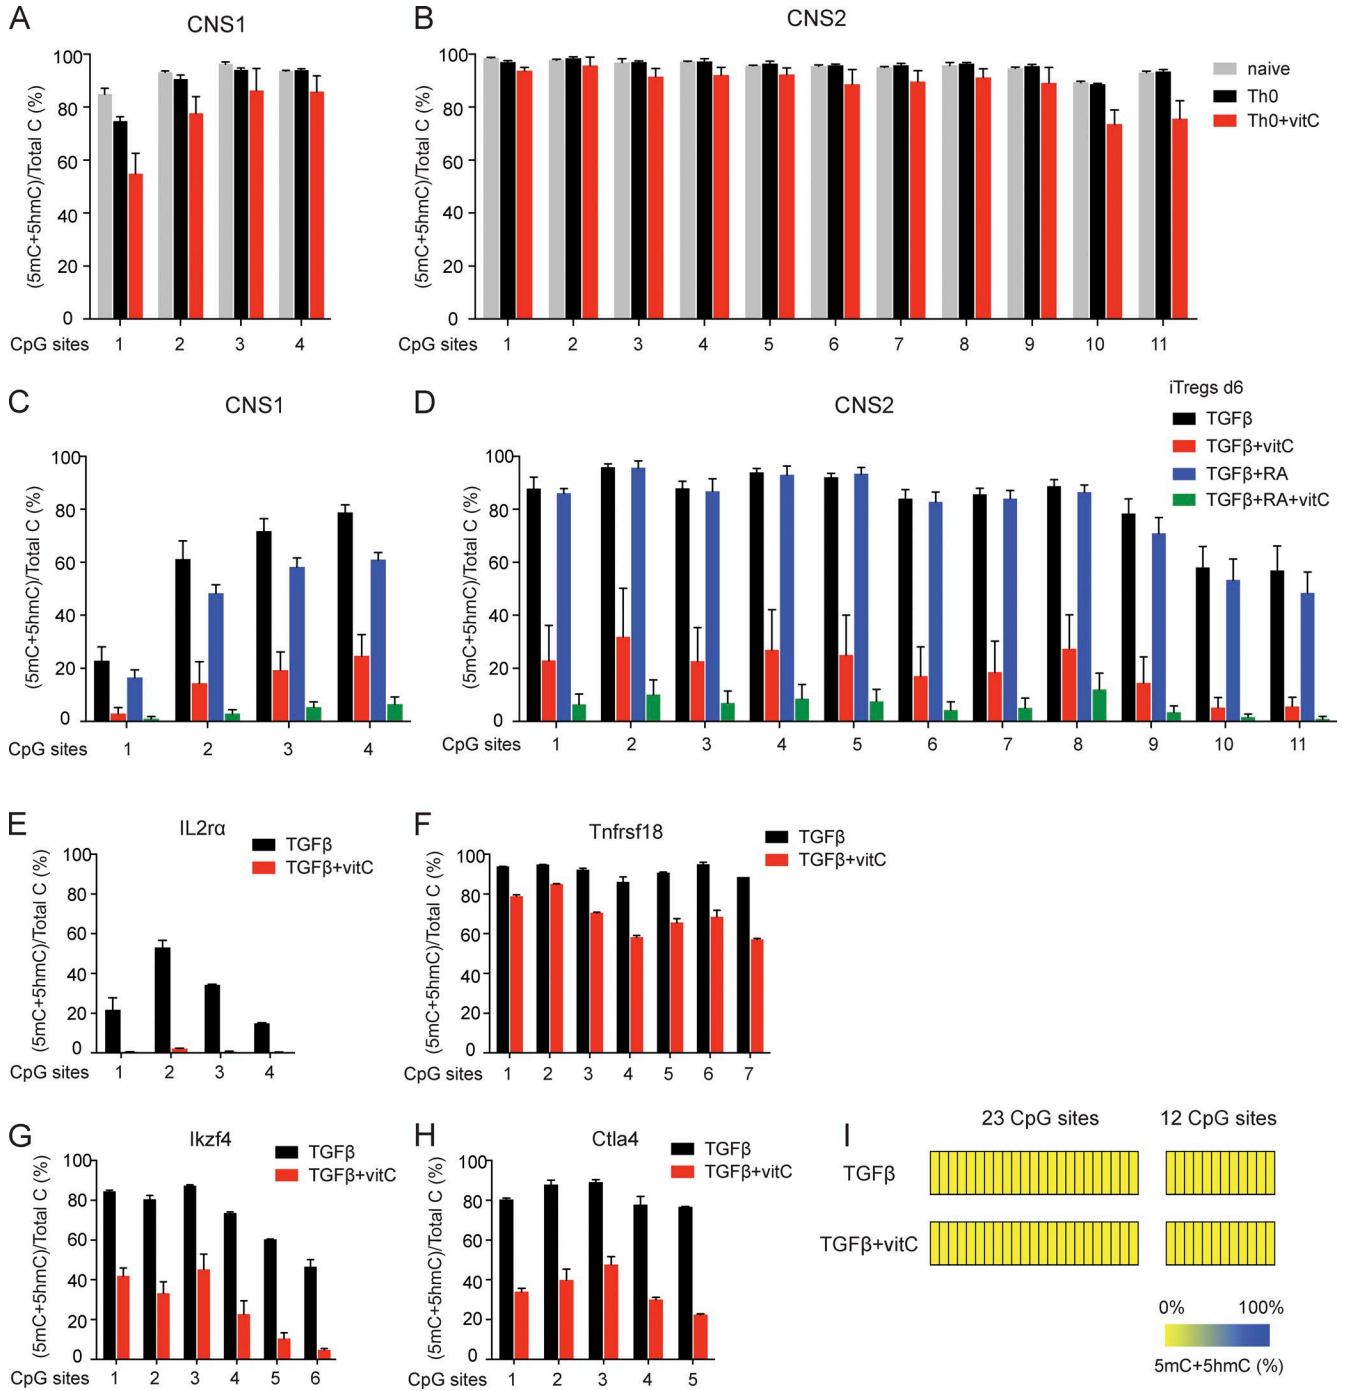 A
CNS1
(5mC+5hmC)/Total C (%)
100
80
60
40
20
0
CpG sites 1 2 3 4
B
CNS2
(5mC+5hmC)/Total C (%)
100
80
60
40
20
0
CpG sites 1 2 3 4 5 6 7 8 9 10 11
naive
Th0
Th0+vitC
C
CNS1
(5mC+5hmC)/Total C (%)
100
80
60
40
20
0
CpG sites 1 2 3 4
D
CNS2
(5mC+5hmC)/Total C (%)
100
80
60
40
20
0
CpG sites 1 2 3 4 5 6 7 8 9 10 11
iTregs d6
TGFβ
TGFβ+vitC
TGFβ+RA
TGFβ+RA+vitC
E
IL2rα
TGFβ
TGFβ+vitC
(5mC+5hmC)/Total C (%)
100
80
60
40
20
0
CpG sites 1 2 3 4
F
Tnfrsf18
TGFβ
TGFβ+vitC
(5mC+5hmC)/Total C (%)
100
80
60
40
20
0
CpG sites 1 2 3 4 5 6 7
G
Ikzf4
TGFβ
TGFβ+vitC
(5mC+5hmC)/Total C (%)
100
80
60
40
20
0
CpG sites 1 2 3 4 5 6
H
Ctla4
TGFβ
TGFβ+vitC
(5mC+5hmC)/Total C (%)
100
80
60
40
20
0
CpG sites 1 2 3 4 5
I
23 CpG sites 12 CpG sites
TGFβ
TGFβ+vitC
0% 100%
5mC+5hmC (%)